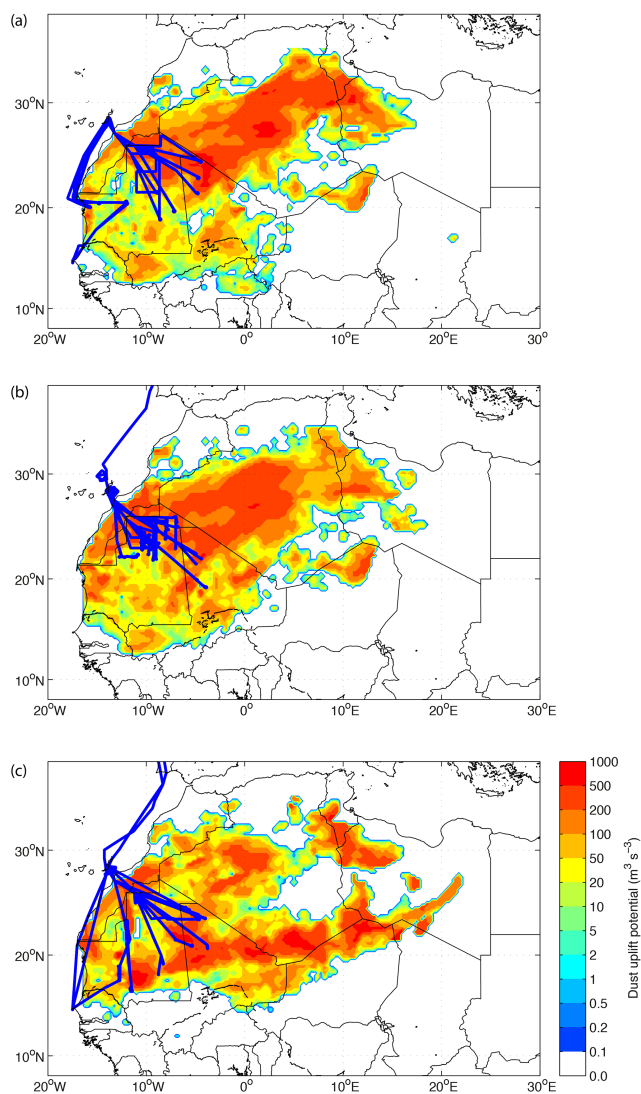 (a)
30°N
20°N
10°N
20°W 10°W 0° 10°E 20°E 30°
(b)
30°N
20°N
10°N
20°W 10°W 0° 10°E 20°E 30°E
(c)
30°N
20°N
10°N
20°W 10°W 0° 10°E 20°E 30°E
1000
500
200
100
50
20
10
5
2
1
0.5
0.2
0.1
0.0
Dust uplift potential (m³ s⁻³)